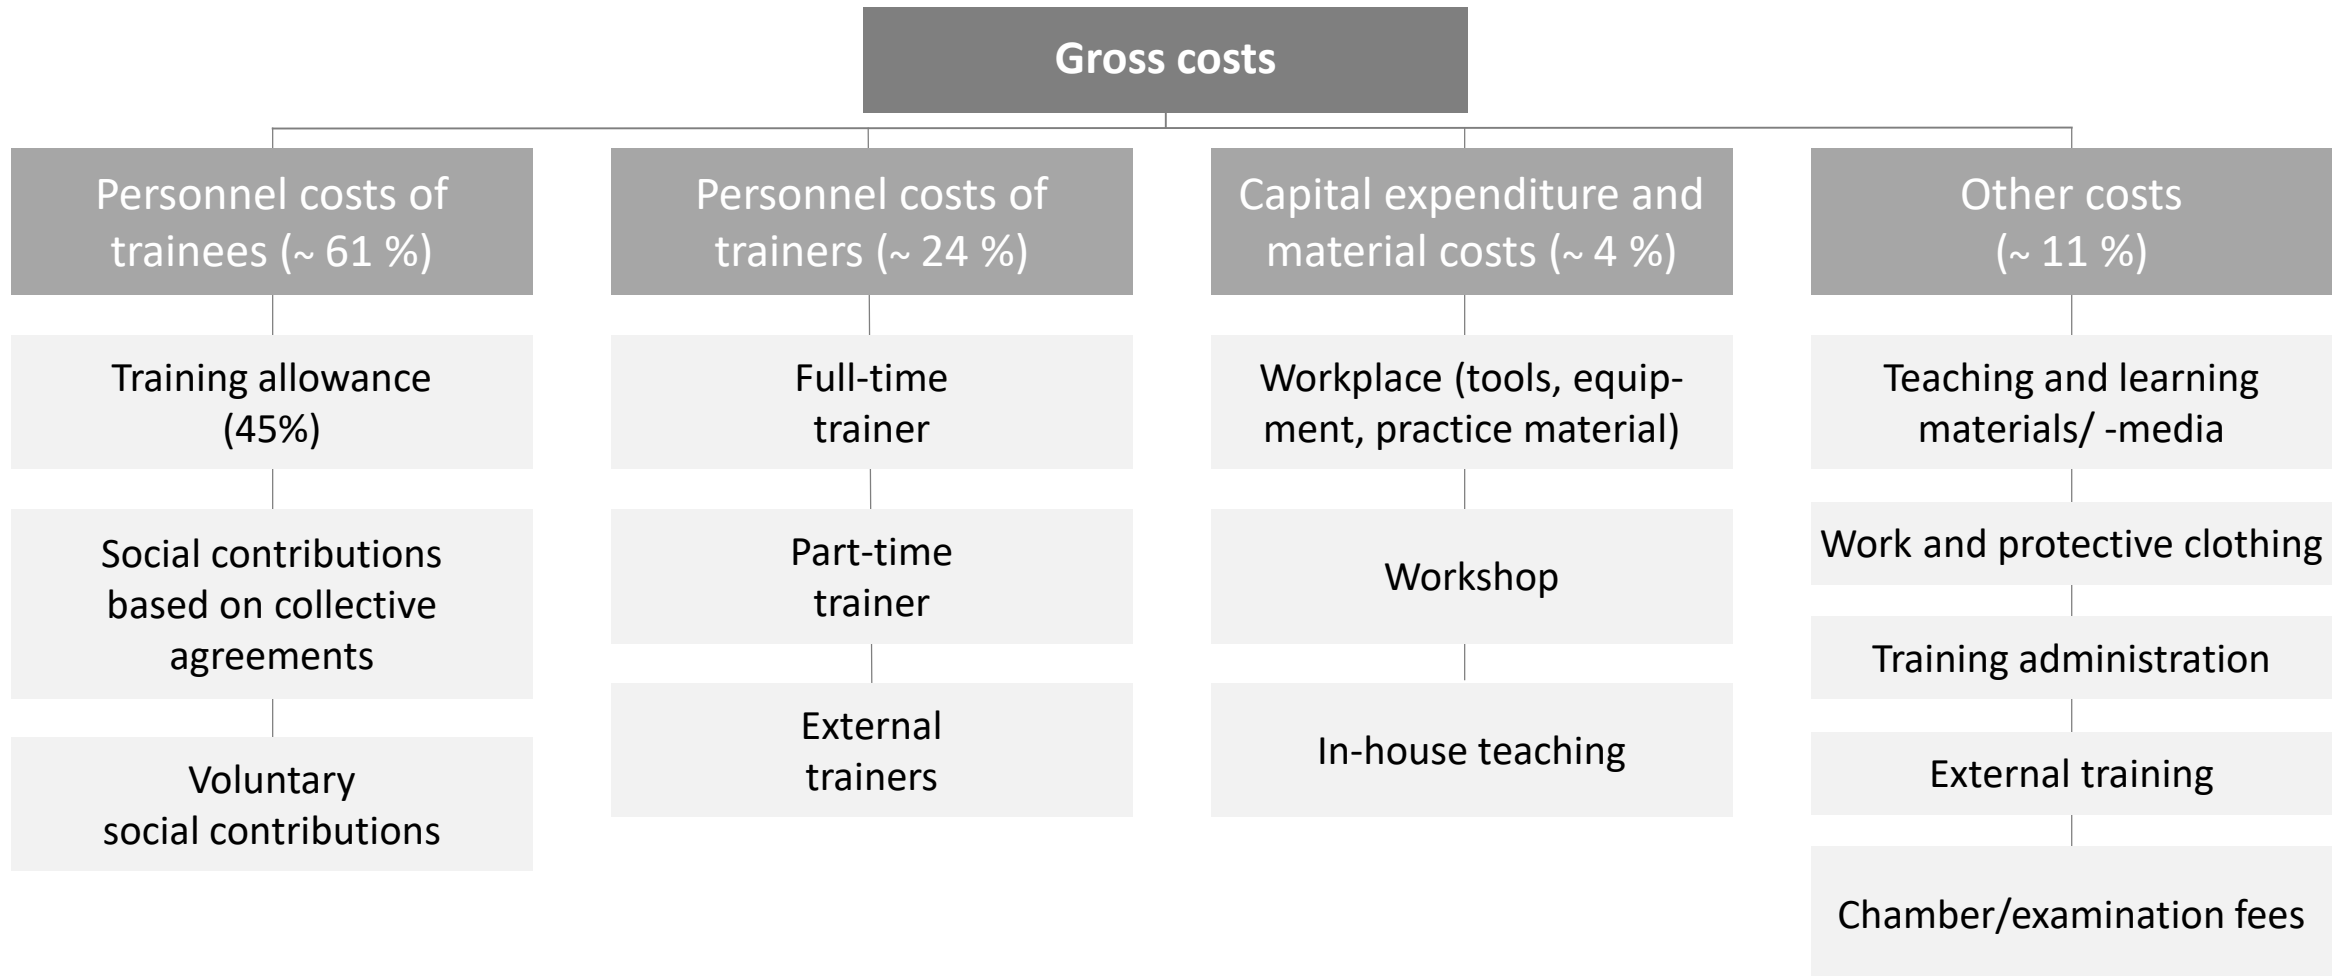 Gross costs
Personnel costs of
trainees (~ 61 %)
Training allowance
(45%)
Social contributions
based on collective
agreements
Voluntary
social contributions
Personnel costs of
trainers (~ 24 %)
Full-time
trainer
Part-time
trainer
External
trainers
Capital expenditure and
material costs (~ 4 %)
Workplace (tools, equip-
ment, practice material)
Workshop
In-house teaching
Other costs
(~ 11 %)
Teaching and learning
materials/ -media
Work and protective clothing
Training administration
External training
Chamber/examination fees